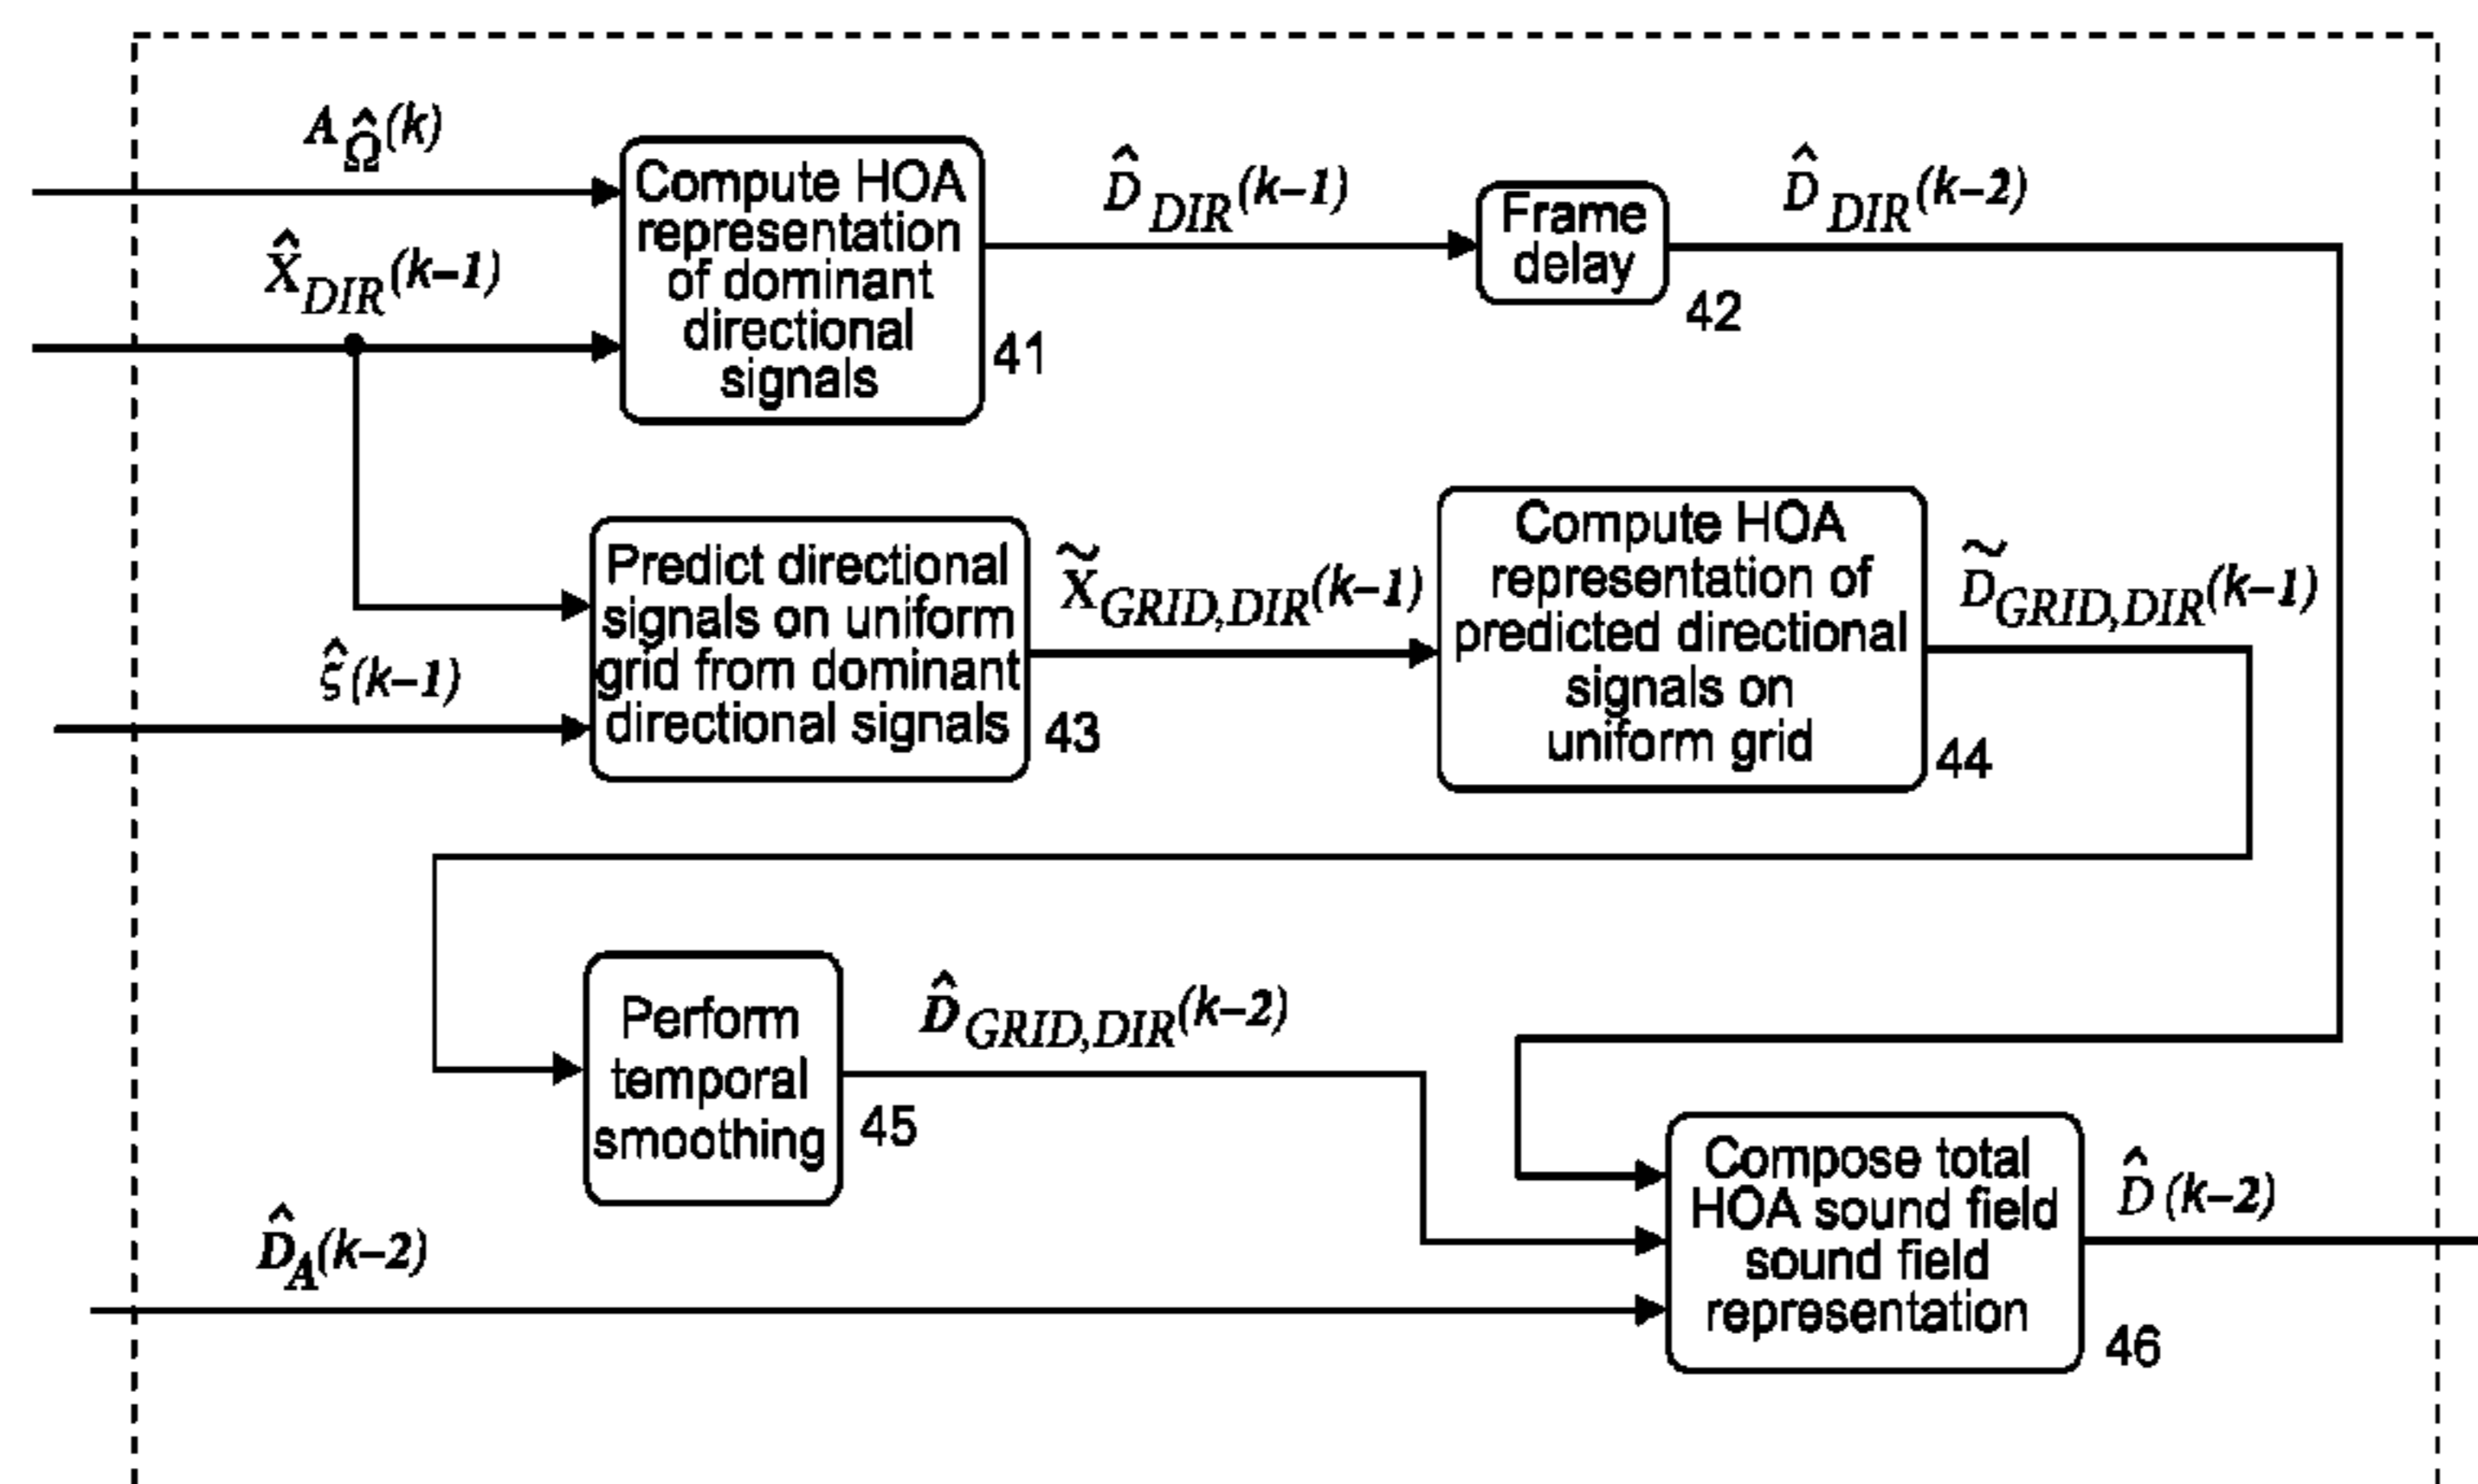 A_Ω̂(k)
X̂_DIR(k–1)
Compute HOA
representation
of dominant
directional
signals
41
D̂_DIR(k–1)
Frame
delay
42
D̂_DIR(k–2)
ξ̂(k–1)
Predict directional
signals on uniform
grid from dominant
directional signals
43
X̃_GRID,DIR(k–1)
Compute HOA
representation of
predicted directional
signals on
uniform grid
44
D̃_GRID,DIR(k–1)
Perform
temporal
smoothing
45
D̂_GRID,DIR(k–2)
D̂_A(k–2)
Compose total
HOA sound field
sound field
representation
46
D̂(k–2)